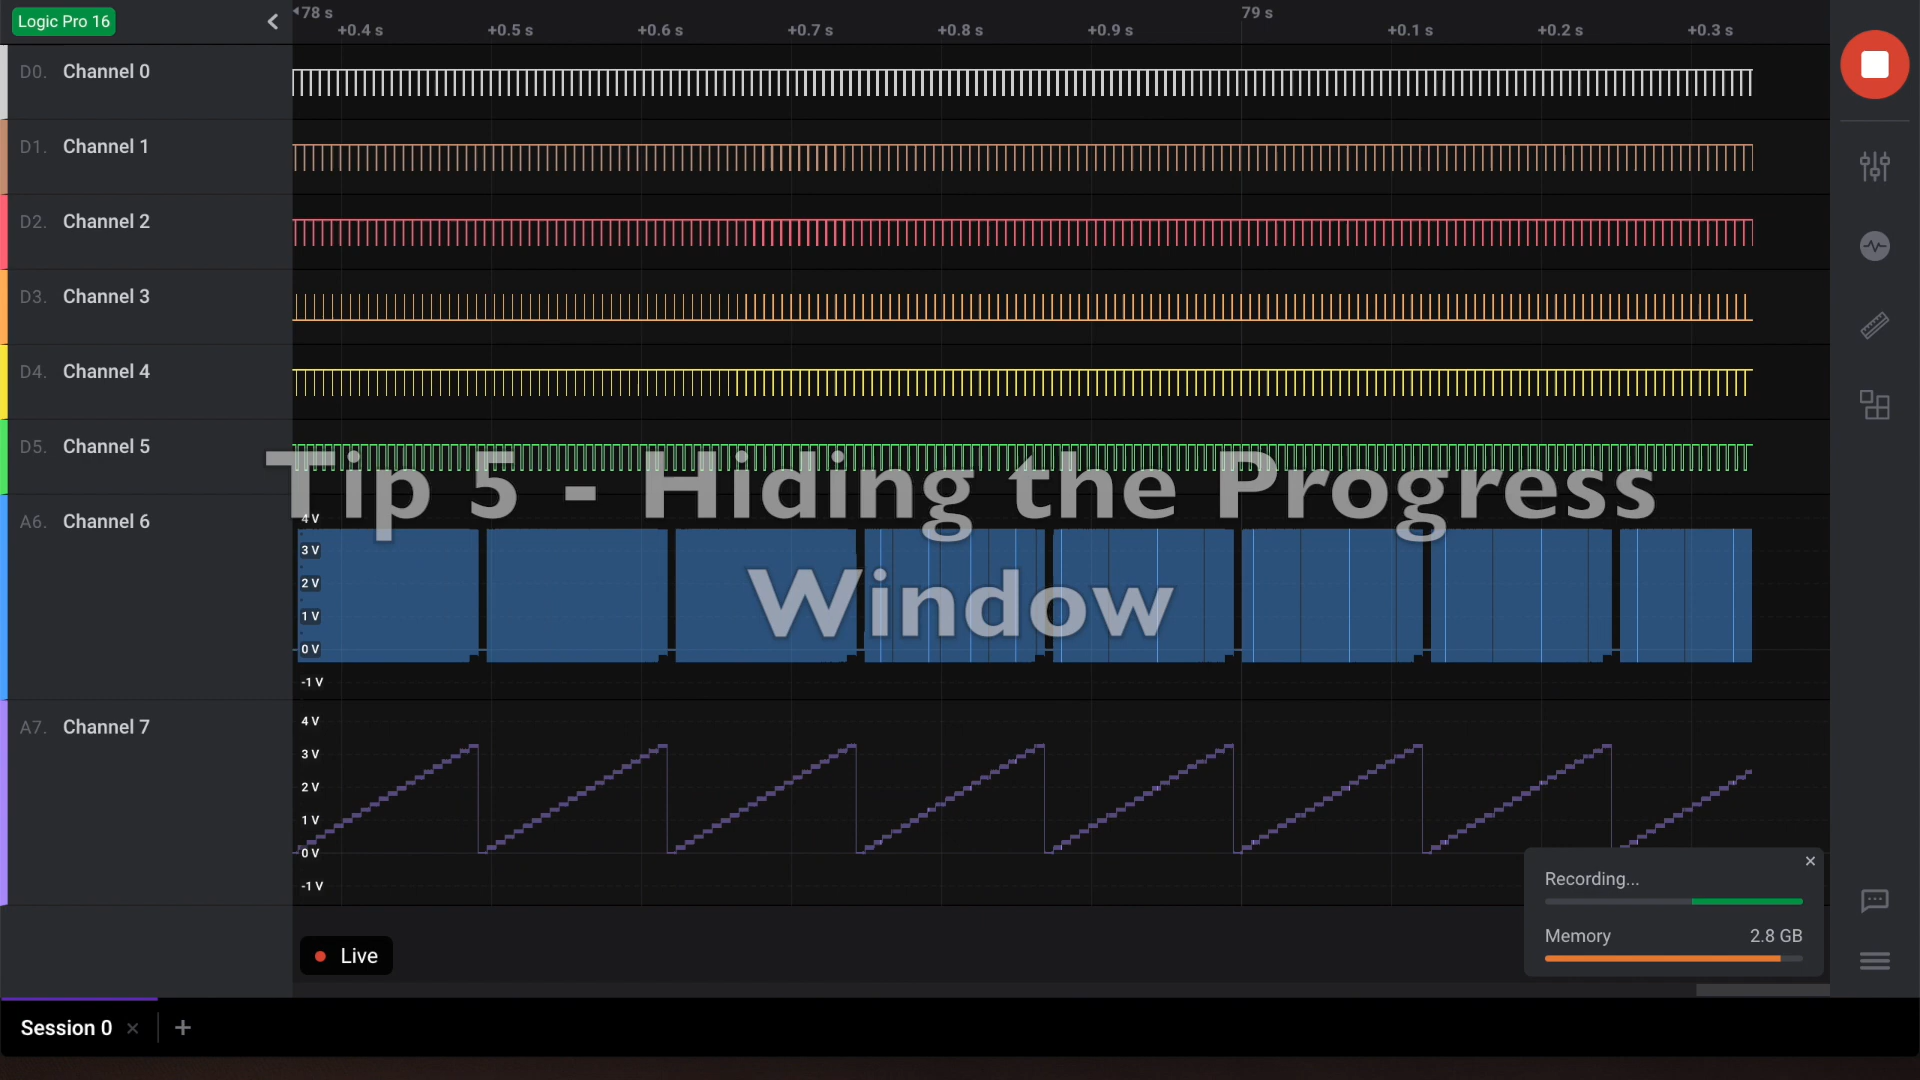 Logic Pro 16
78 s
79 s
+0.4 s
+0.5 s
+0.6 s
+0.7 s
+0.8 s
+0.9 s
+0.1 s
+0.2 s
+0.3 s
D0. Channel 0
D1. Channel 1
D2. Channel 2
D3. Channel 3
D4. Channel 4
D5. Channel 5
Tip 5 - Hiding the Progress
Window
A6. Channel 6
4 V
3 V
2 V
1 V
0 V
-1 V
A7. Channel 7
4 V
3 V
2 V
1 V
0 V
-1 V
Recording...
Memory 2.8 GB
Live
Session 0